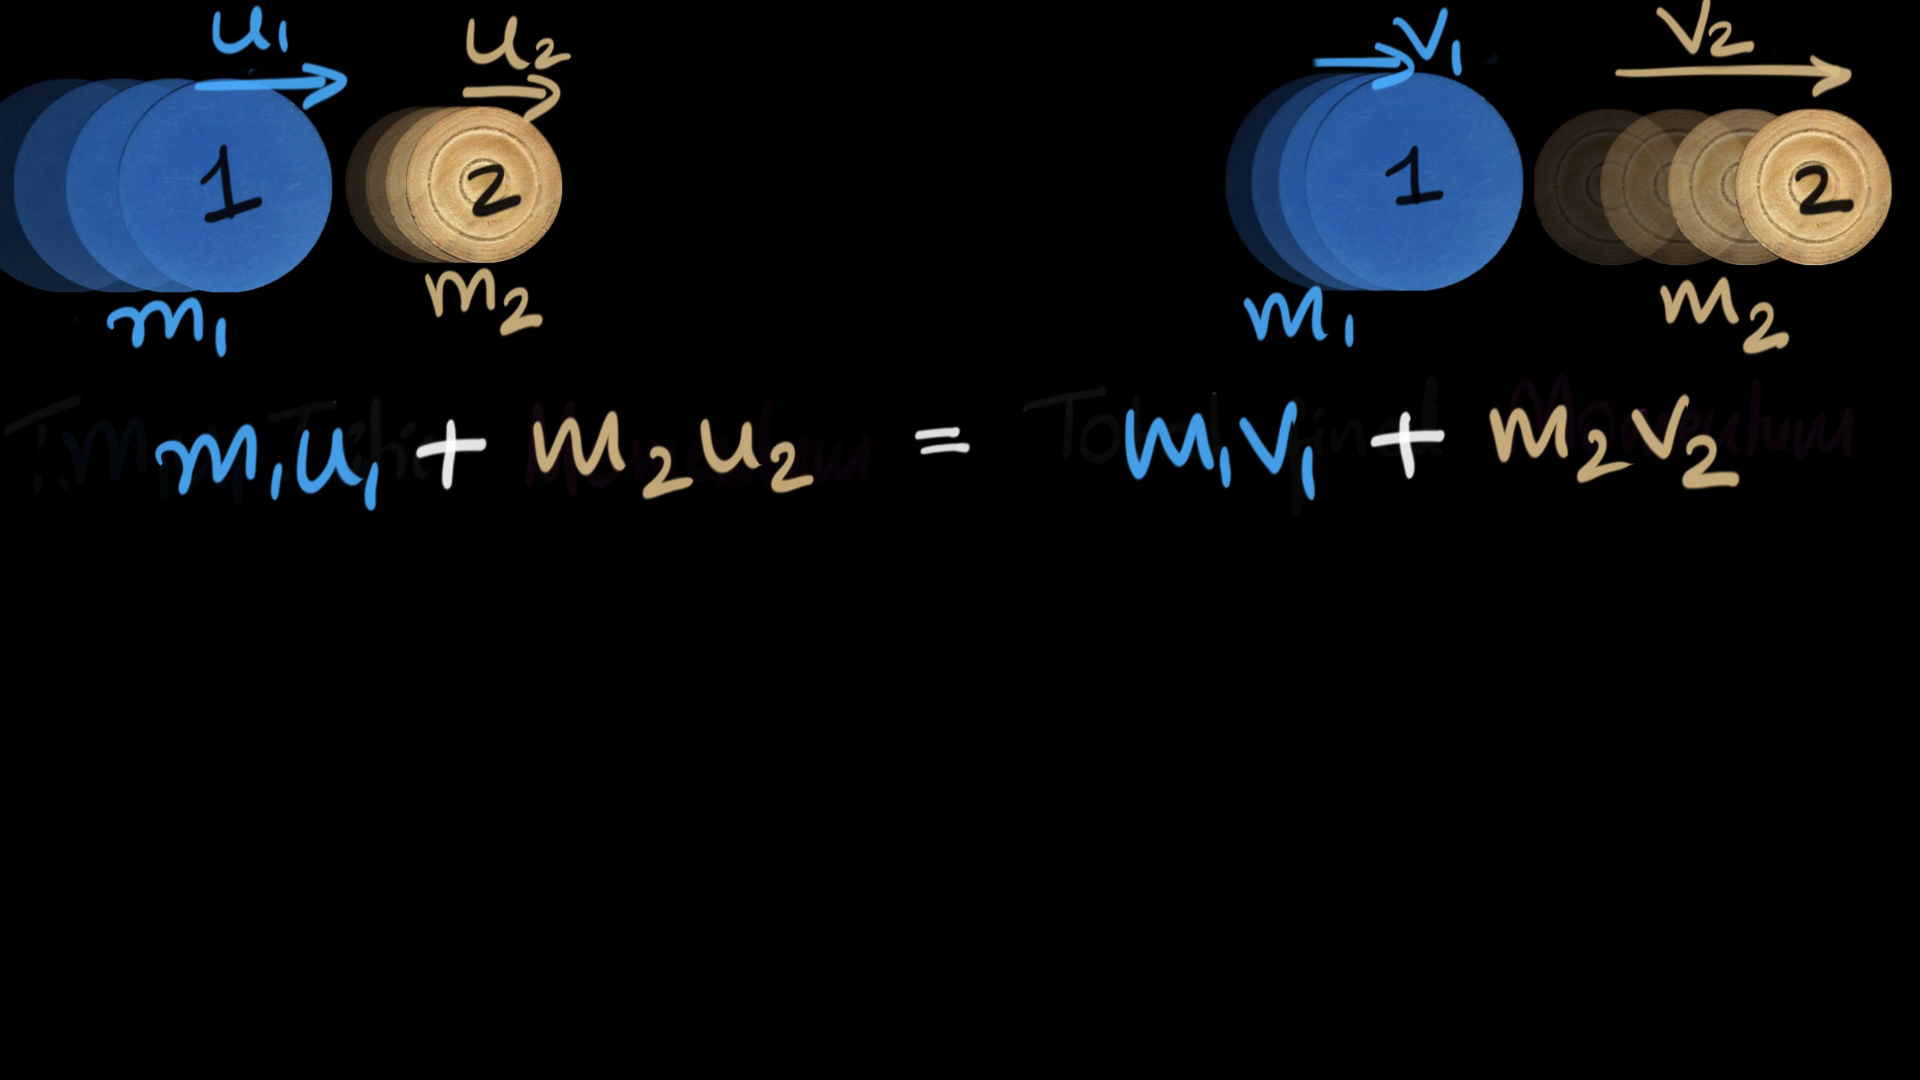 u₁ u₂ v₁ v₂
1 2 1 2
m₁ m₂ m₁ m₂
m₁u₁ + m₂u₂ = m₁v₁ + m₂v₂